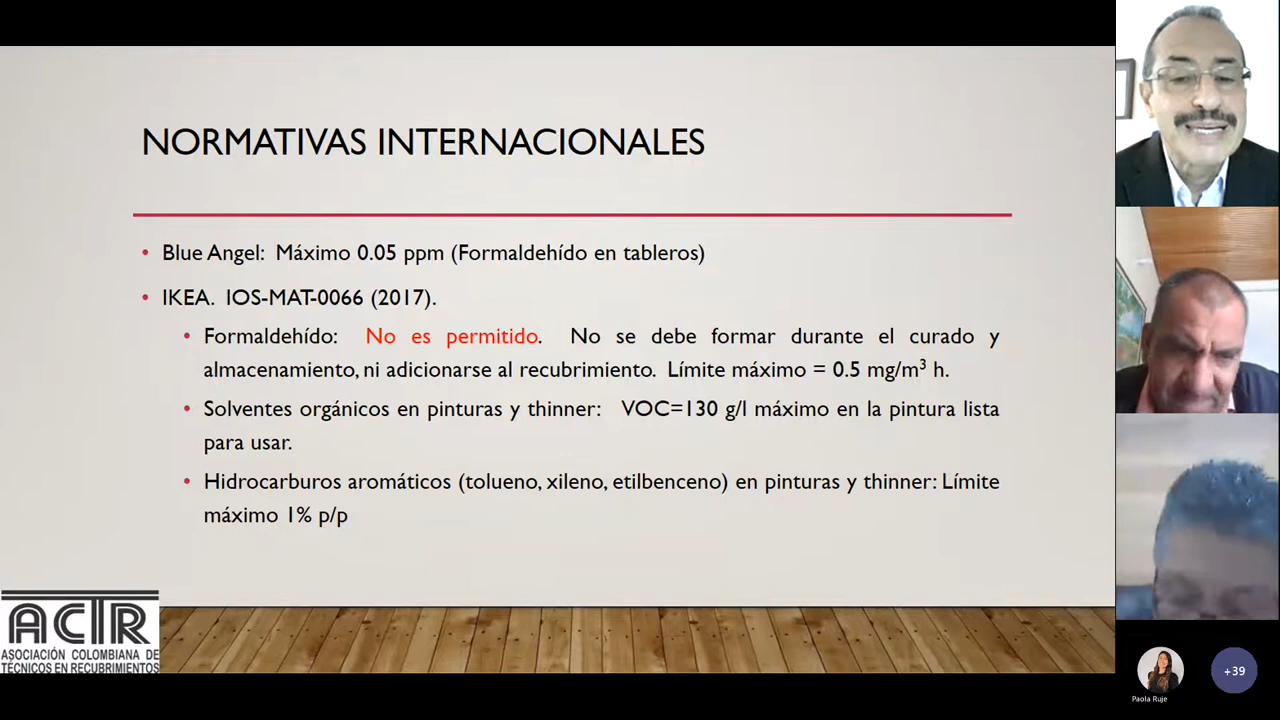 NORMATIVAS INTERNACIONALES
• Blue Angel: Máximo 0.05 ppm (Formaldehído en tableros)
• IKEA. IOS-MAT-0066 (2017).
• Formaldehído: No es permitido. No se debe formar durante el curado y
almacenamiento, ni adicionarse al recubrimiento. Límite máximo = 0.5 mg/m³ h.
• Solventes orgánicos en pinturas y thinner: VOC=130 g/l máximo en la pintura lista
para usar.
• Hidrocarburos aromáticos (tolueno, xileno, etilbenceno) en pinturas y thinner: Límite
máximo 1% p/p
ACTR
ASOCIACIÓN COLOMBIANA DE
TÉCNICOS EN RECUBRIMIENTOS
Paola Ruje
+39